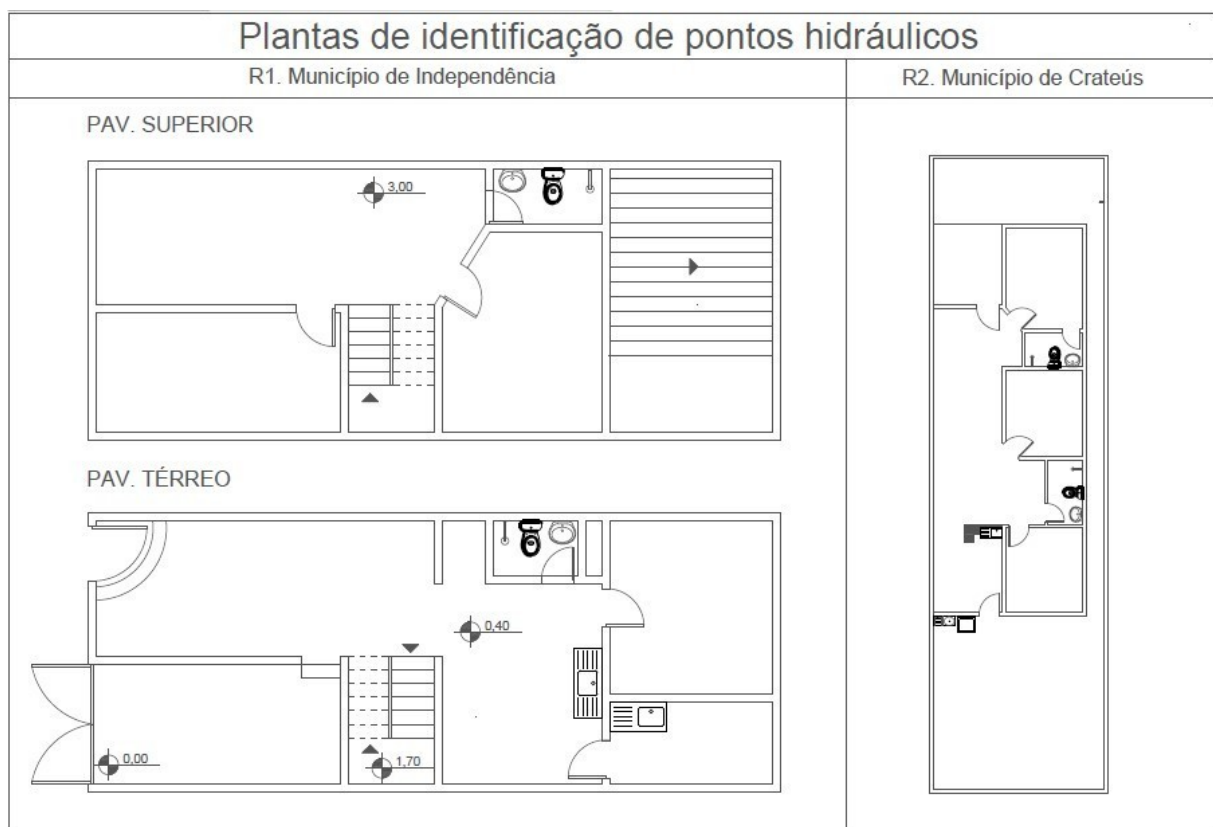 Plantas de identificação de pontos hidráulicos
R1. Município de Independência
R2. Município de Crateús
PAV. SUPERIOR
3,00
PAV. TÉRREO
0,40
0,00
1,70